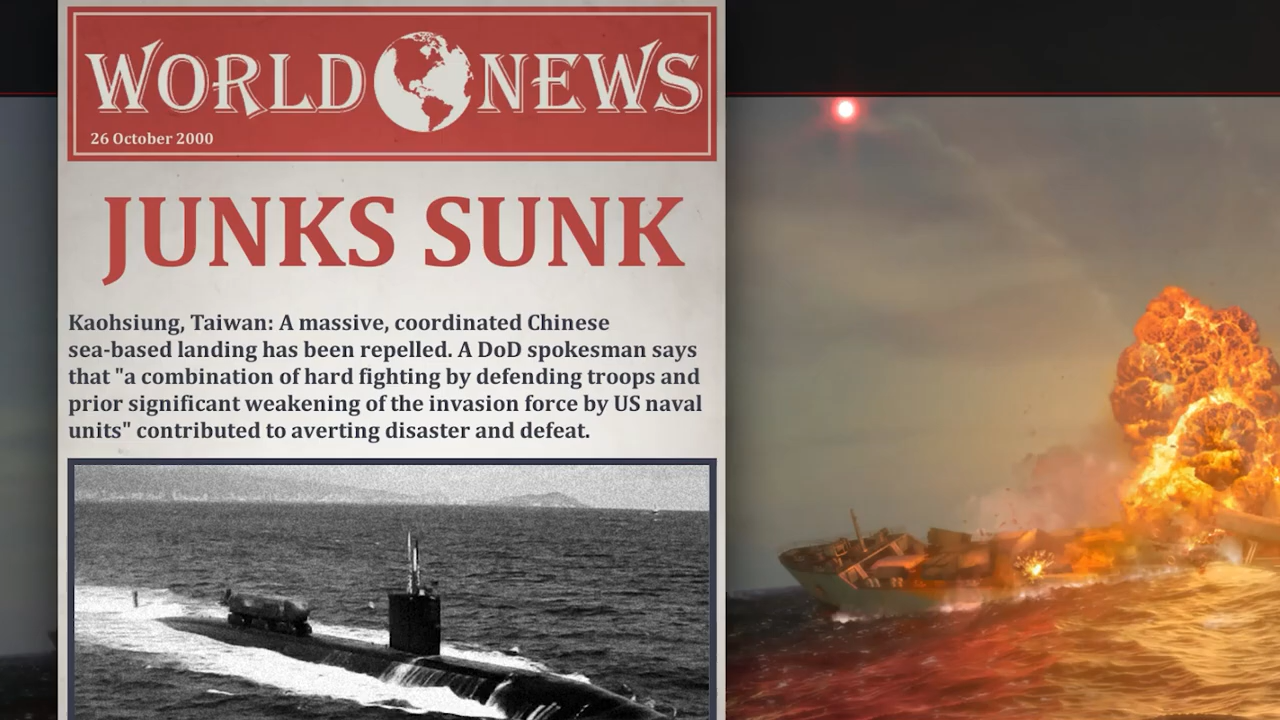 WORLD NEWS
26 October 2000
JUNKS SUNK
Kaohsiung, Taiwan: A massive, coordinated Chinese
sea-based landing has been repelled. A DoD spokesman says
that "a combination of hard fighting by defending troops and
prior significant weakening of the invasion force by US naval
units" contributed to averting disaster and defeat.